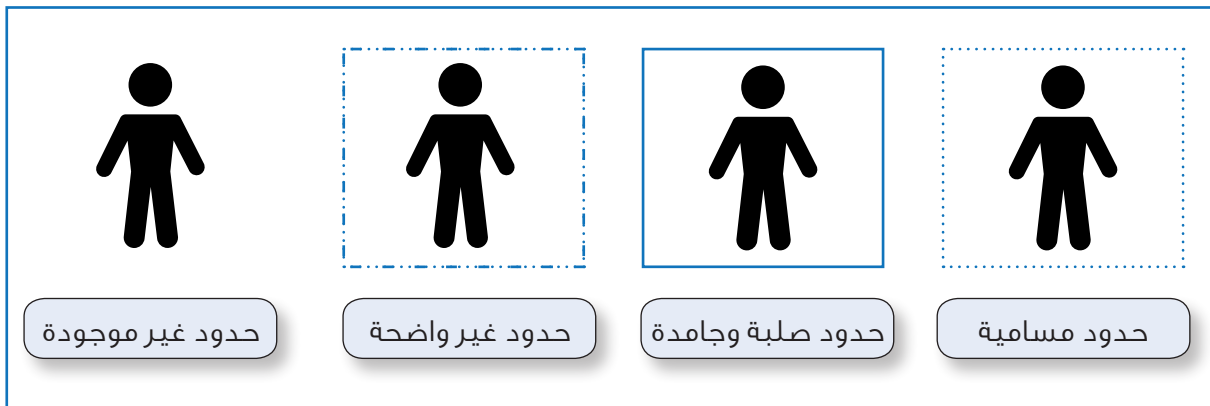 حدود مسامية
حدود صلبة وجامدة
حدود غير واضحة
حدود غير موجودة